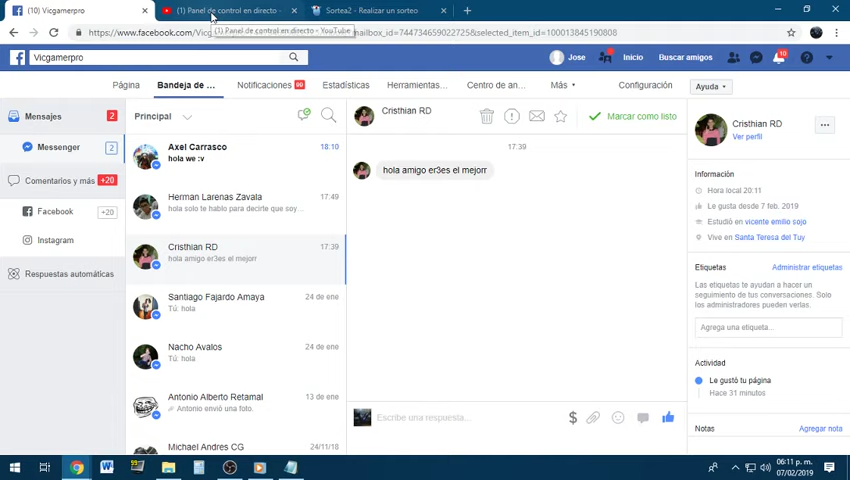 (10) Vicgamerpro
(1) Panel de control en directo -
Sortea2 - Realizar un sorteo
(1) Panel de control en directo - YouTube
https://www.facebook.com/Vicg
mailbox_id=744734659022725&selected_item_id=100013845190808
Vicgamerpro
Jose
Inicio
Buscar amigos
10
Página
Bandeja de ...
Notificaciones
Estadísticas
Herramientas...
Centro de an...
Más
Configuración
Ayuda
Mensajes
2
Messenger
2
Comentarios y más
+20
Facebook
+20
Instagram
Respuestas automáticas
Principal
Axel Carrasco
18:10
hola we :v
Herman Larenas Zavala
17:49
hola solo te hablo para decirte que soy...
Cristhian RD
17:39
hola amigo er3es el mejorr
Santiago Fajardo Amaya
24 de ene
Tú: hola
Nacho Avalos
24 de ene
Tú: hola
Antonio Alberto Retamal
13 de ene
Antonio envió una foto.
Michael Andres CG
24/11/18
Cristhian RD
Marcar como listo
17:39
hola amigo er3es el mejorr
Escribe una respuesta...
Cristhian RD
Ver perfil
Información
Hora local 20:11
Le gusta desde 7 feb. 2019
Estudió en vicente emilio sojo
Vive en Santa Teresa del Tuy
Etiquetas
Administrar etiquetas
Las etiquetas te ayudan a hacer un
seguimiento de tus conversaciones. Solo
los administradores pueden verlas.
Agrega una etiqueta...
Actividad
Le gustó tu página
Hace 31 minutos
Notas
Agregar nota
06:11 p. m.
07/02/2019